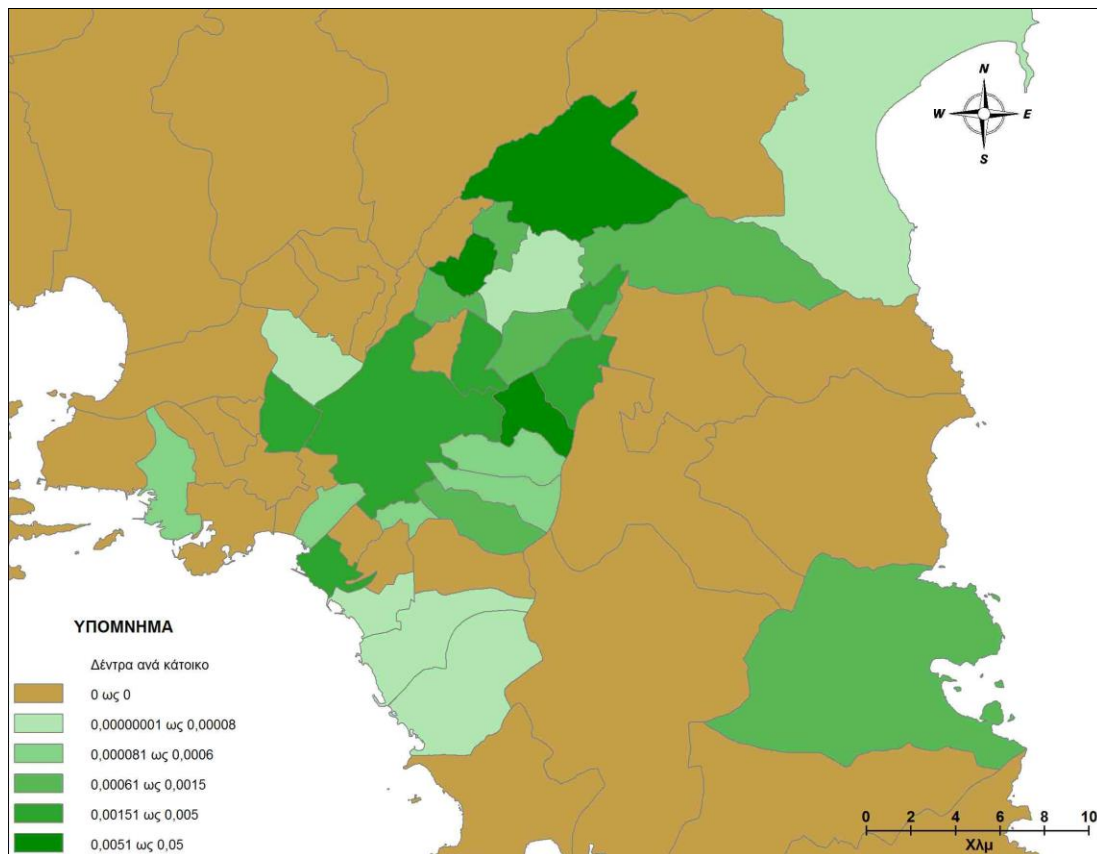 N
W E
S
ΥΠΟΜΝΗΜΑ
Δέντρα ανά κάτοικο
0 ως 0
0,00000001 ως 0,00008
0,000081 ως 0,0006
0,00061 ως 0,0015
0,00151 ως 0,005
0,0051 ως 0,05
0 2 4 6 8 10
Χλμ